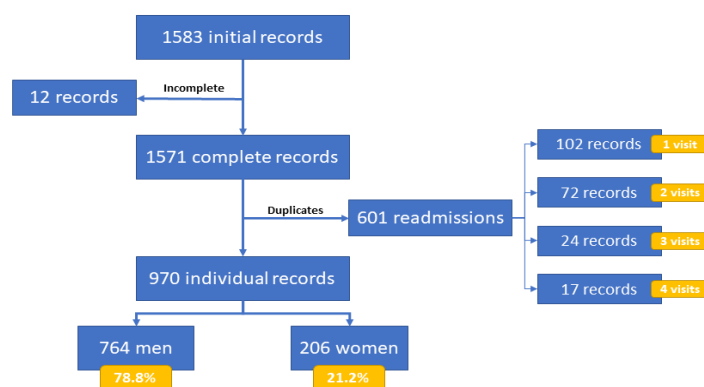 1583 initial records
Incomplete
12 records
1571 complete records
Duplicates
601 readmissions
102 records
1 visit
72 records
2 visits
24 records
3 visits
17 records
4 visits
970 individual records
764 men
78.8%
206 women
21.2%